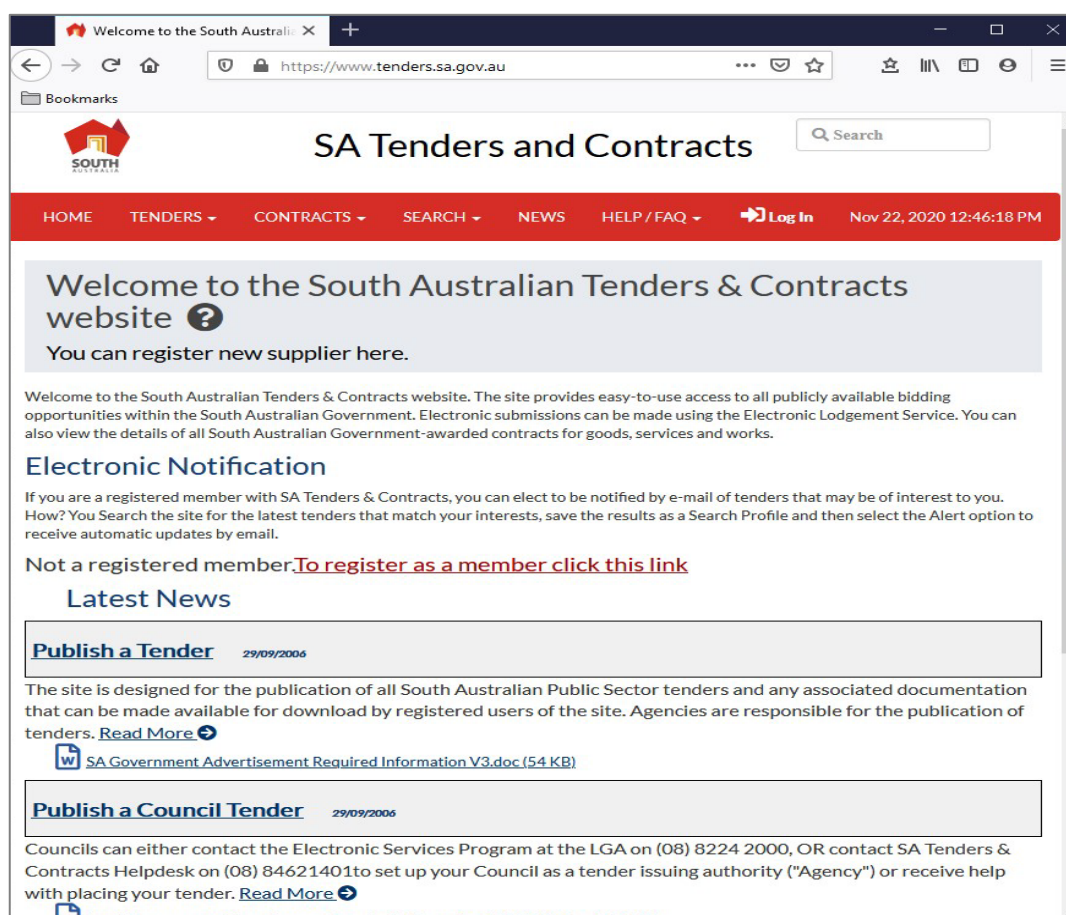 Welcome to the South Australi
https://www.tenders.sa.gov.au
Bookmarks
SOUTH
AUSTRALIA
SA Tenders and Contracts
Search
HOME TENDERS CONTRACTS SEARCH NEWS HELP / FAQ Log In Nov 22, 2020 12:46:18 PM
Welcome to the South Australian Tenders & Contracts
website ?
You can register new supplier here.
Welcome to the South Australian Tenders & Contracts website. The site provides easy-to-use access to all publicly available bidding
opportunities within the South Australian Government. Electronic submissions can be made using the Electronic Lodgement Service. You can
also view the details of all South Australian Government-awarded contracts for goods, services and works.
Electronic Notification
If you are a registered member with SA Tenders & Contracts, you can elect to be notified by e-mail of tenders that may be of interest to you.
How? You Search the site for the latest tenders that match your interests, save the results as a Search Profile and then select the Alert option to
receive automatic updates by email.
Not a registered member.To register as a member click this link
Latest News
Publish a Tender 29/09/2006
The site is designed for the publication of all South Australian Public Sector tenders and any associated documentation
that can be made available for download by registered users of the site. Agencies are responsible for the publication of
tenders. Read More
W SA Government Advertisement Required Information V3.doc (54 KB)
Publish a Council Tender 29/09/2006
Councils can either contact the Electronic Services Program at the LGA on (08) 8224 2000, OR contact SA Tenders &
Contracts Helpdesk on (08) 84621401to set up your Council as a tender issuing authority ("Agency") or receive help
with placing your tender. Read More